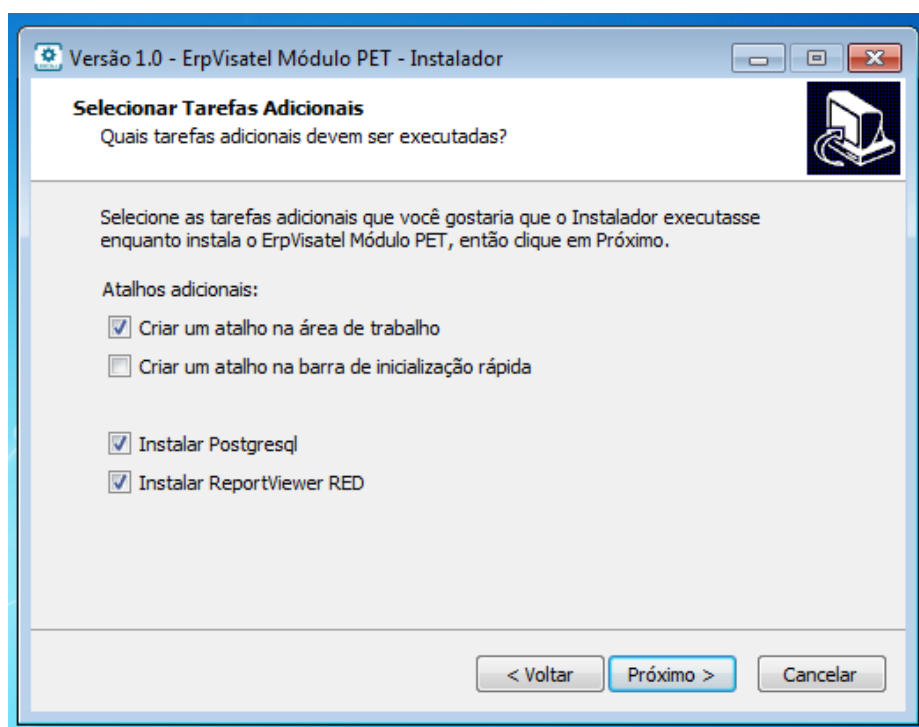 Versão 1.0 - ErpVisatel Módulo PET - Instalador
Selecionar Tarefas Adicionais
Quais tarefas adicionais devem ser executadas?
Selecione as tarefas adicionais que você gostaria que o Instalador executasse
enquanto instala o ErpVisatel Módulo PET, então clique em Próximo.
Atalhos adicionais:
Criar um atalho na área de trabalho
Criar um atalho na barra de inicialização rápida
Instalar Postgresql
Instalar ReportViewer RED
< Voltar
Próximo >
Cancelar